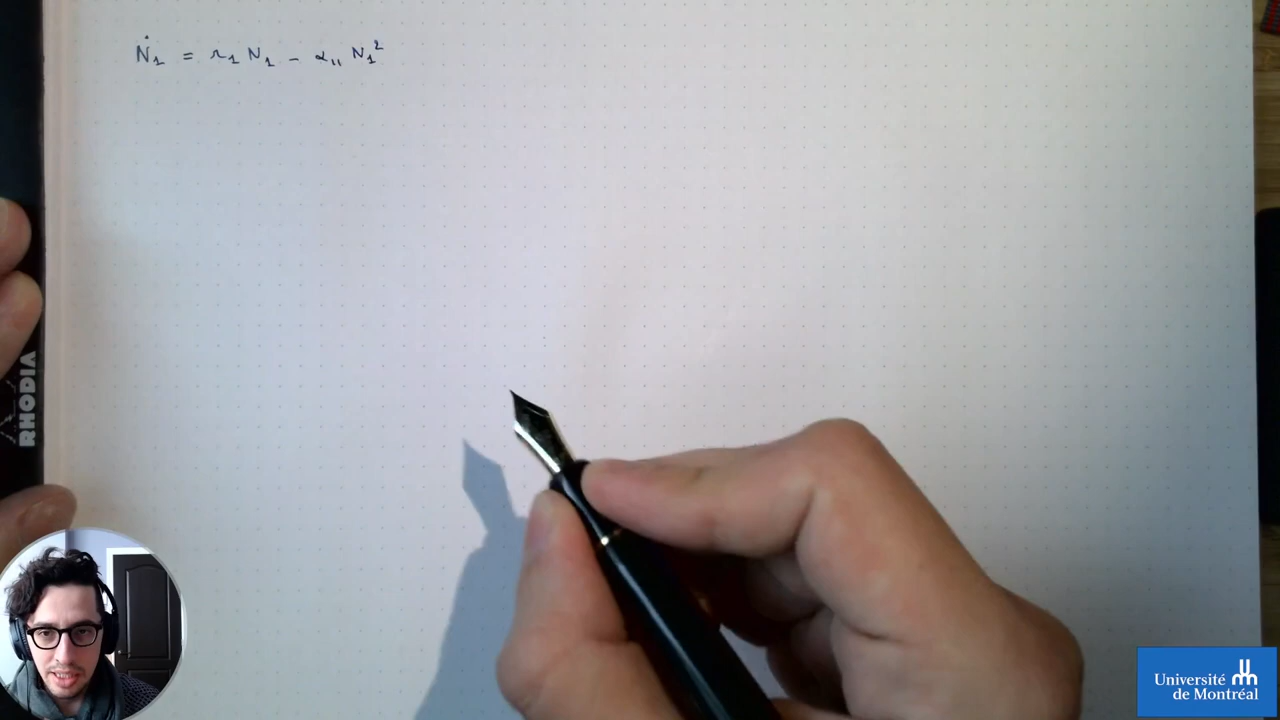 Ṅ₁ = r₁ N₁ - α₁₁ N₁²
RHODIA
Université
de Montréal